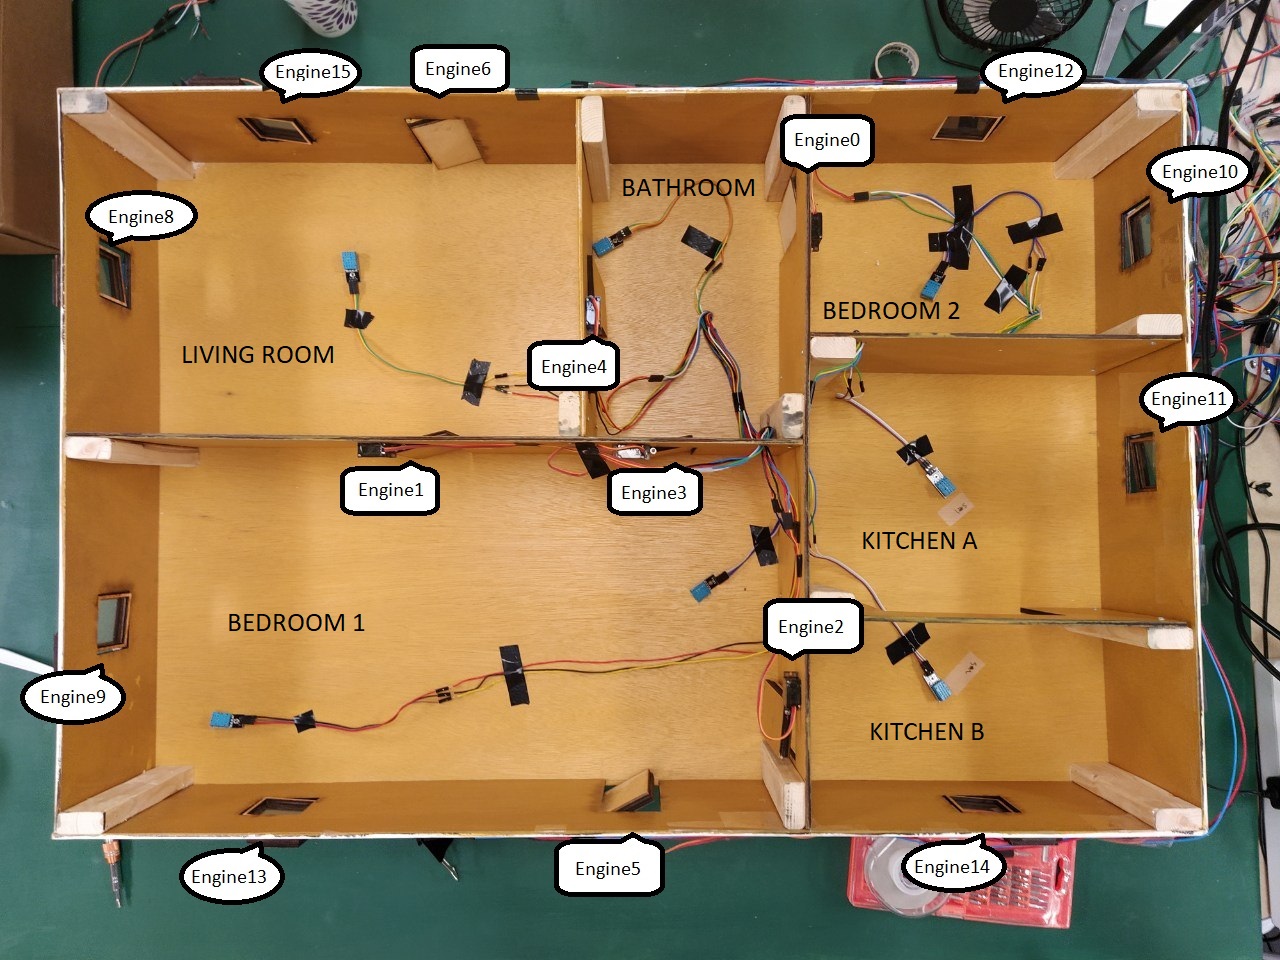 Engine15
Engine6
Engine12
Engine0
Engine10
BATHROOM
Engine8
BEDROOM 2
LIVING ROOM
Engine4
Engine11
Engine1
Engine3
KITCHEN A
BEDROOM 1
Engine2
Engine9
KITCHEN B
Engine13
Engine5
Engine14